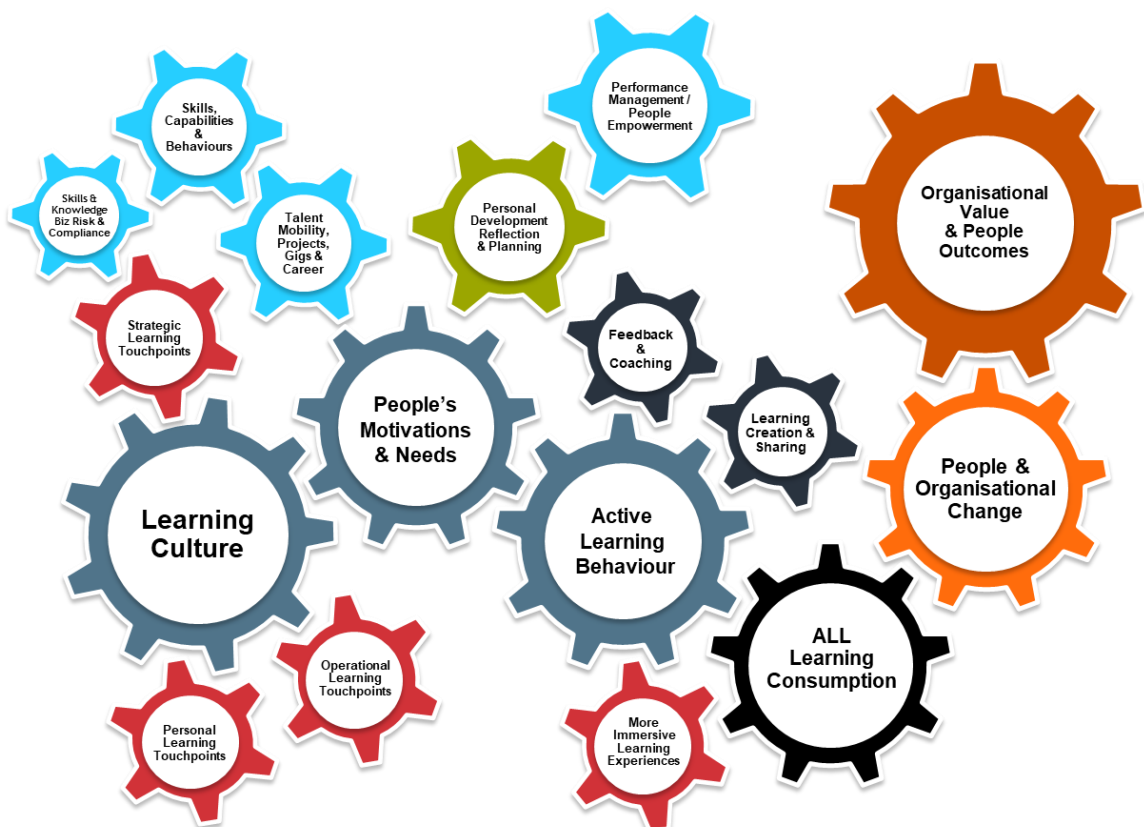 Skills,
Capabilities
&
Behaviours
Performance
Management /
People
Empowerment
Skills &
Knowledge
Biz Risk &
Compliance
Talent
Mobility,
Projects,
Gigs &
Career
Personal
Development
Reflection
& Planning
Organisational
Value
& People
Outcomes
Strategic
Learning
Touchpoints
Feedback
&
Coaching
People’s
Motivations
& Needs
Learning
Creation &
Sharing
People &
Organisational
Change
Learning
Culture
Active
Learning
Behaviour
ALL
Learning
Consumption
Operational
Learning
Touchpoints
Personal
Learning
Touchpoints
More
Immersive
Learning
Experiences